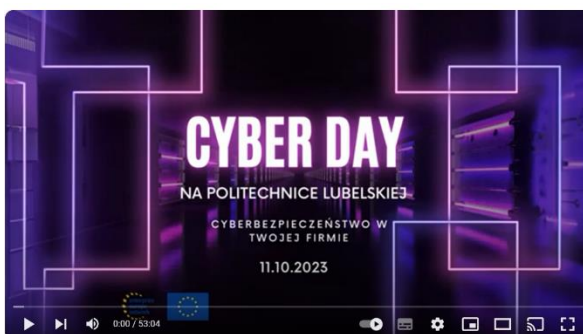 CYBER DAY
NA POLITECHNICE LUBELSKIEJ
CYBERBEZPIECZEŃSTWO W
TWOJEJ FIRMIE
11.10.2023
0:00 / 53:04